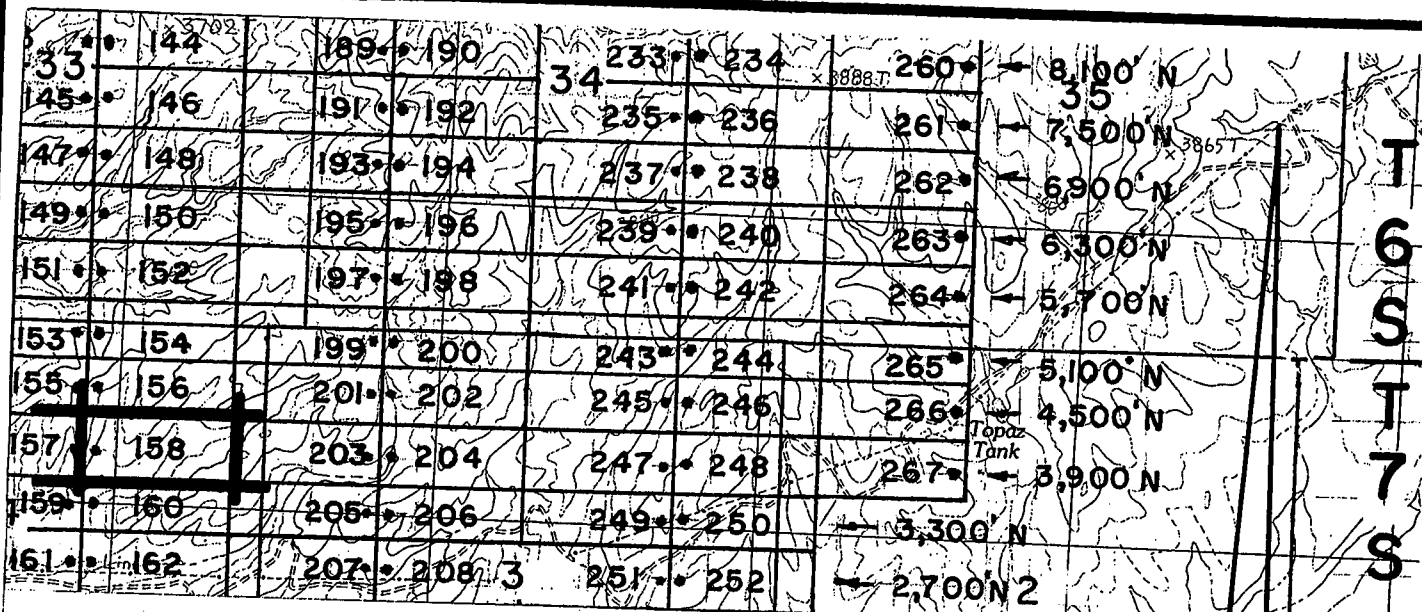 3702
144 189 190 233 234 260 8,100' N
33 34 3888T 35
145 146 191 192 235 236 261 7,500' N
3865T
147 148 193 194 237 238 262 6,900' N
149 150 195 196 239 240 263 6,300' N
151 152 197 198 241 242 264 5,700' N
153 154 199 200 243 244 265 5,100' N
155 156 201 202 245 246 266 4,500' N
Topaz
Tank
157 158 203 204 247 248 267 3,900 N
159 160 205 206 249 250 3,300' N
161 162 207 208 3 251 252 2,700' N 2
T
6
S
T
7
S